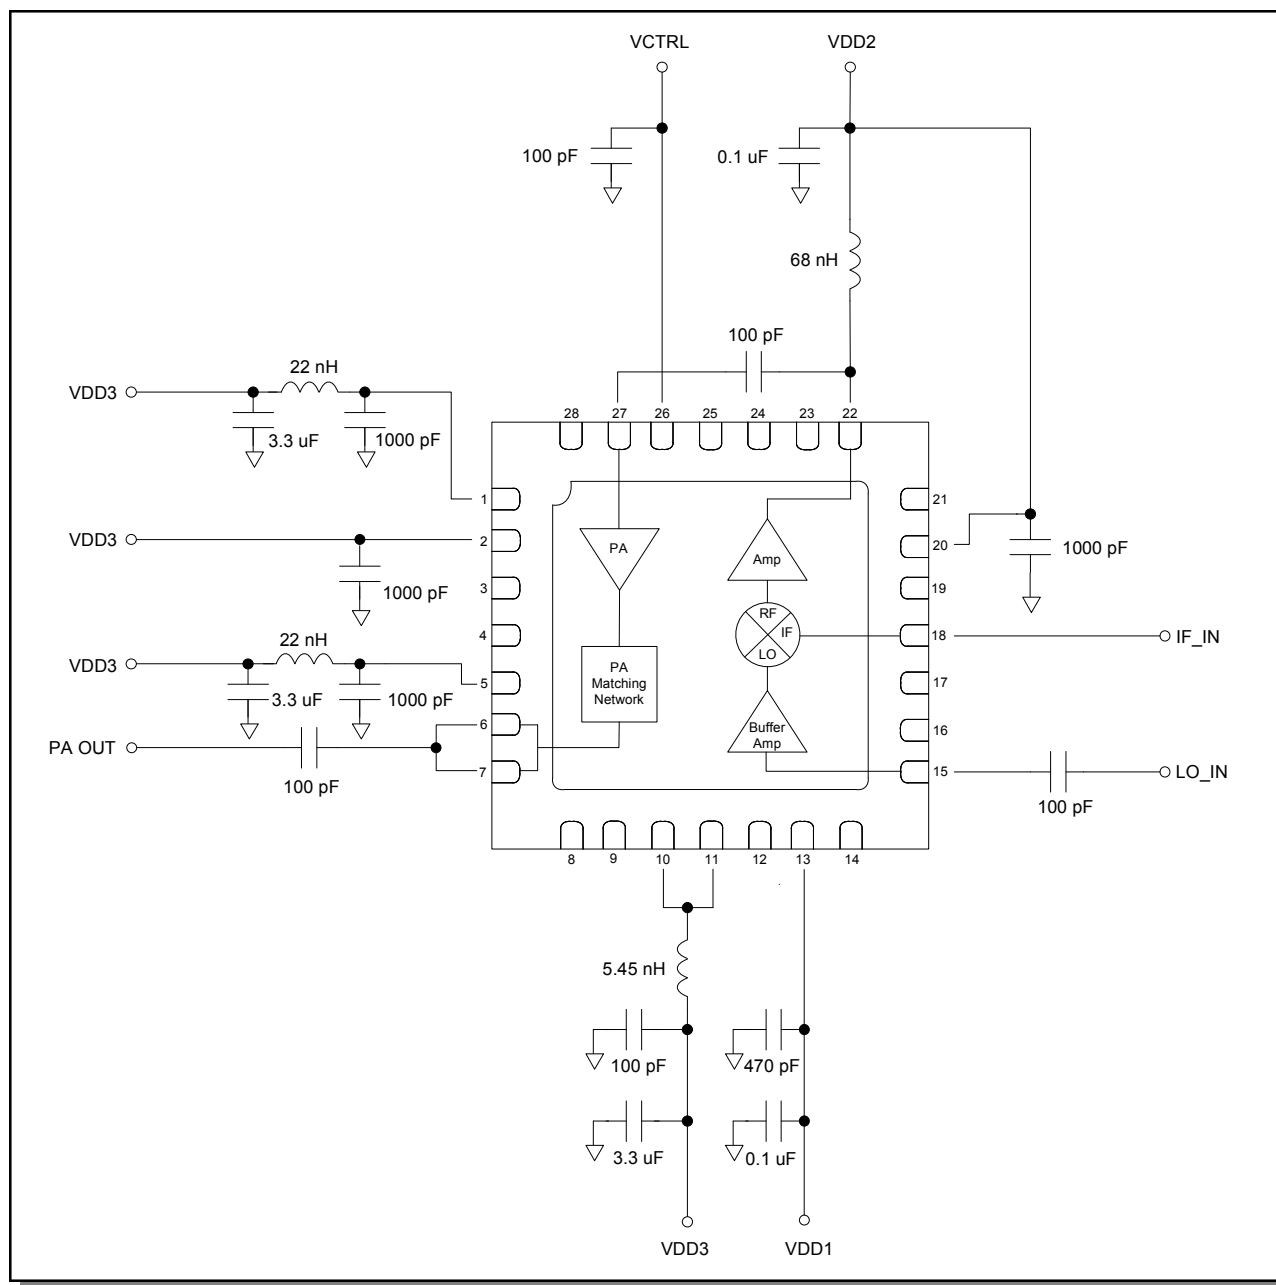 VCTRL
VDD2
100 pF
0.1 uF
68 nH
100 pF
22 nH
VDD3
3.3 uF
1000 pF
28
27
26
25
24
23
22
1
21
VDD3
2
20
1000 pF
PA
Amp
1000 pF
3
19
RF
IF
LO
4
18
IF_IN
22 nH
VDD3
3.3 uF
1000 pF
5
PA
Matching
Network
17
6
Buffer
Amp
16
PA OUT
100 pF
7
15
LO_IN
100 pF
8
9
10
11
12
13
14
5.45 nH
100 pF
470 pF
3.3 uF
0.1 uF
VDD3
VDD1